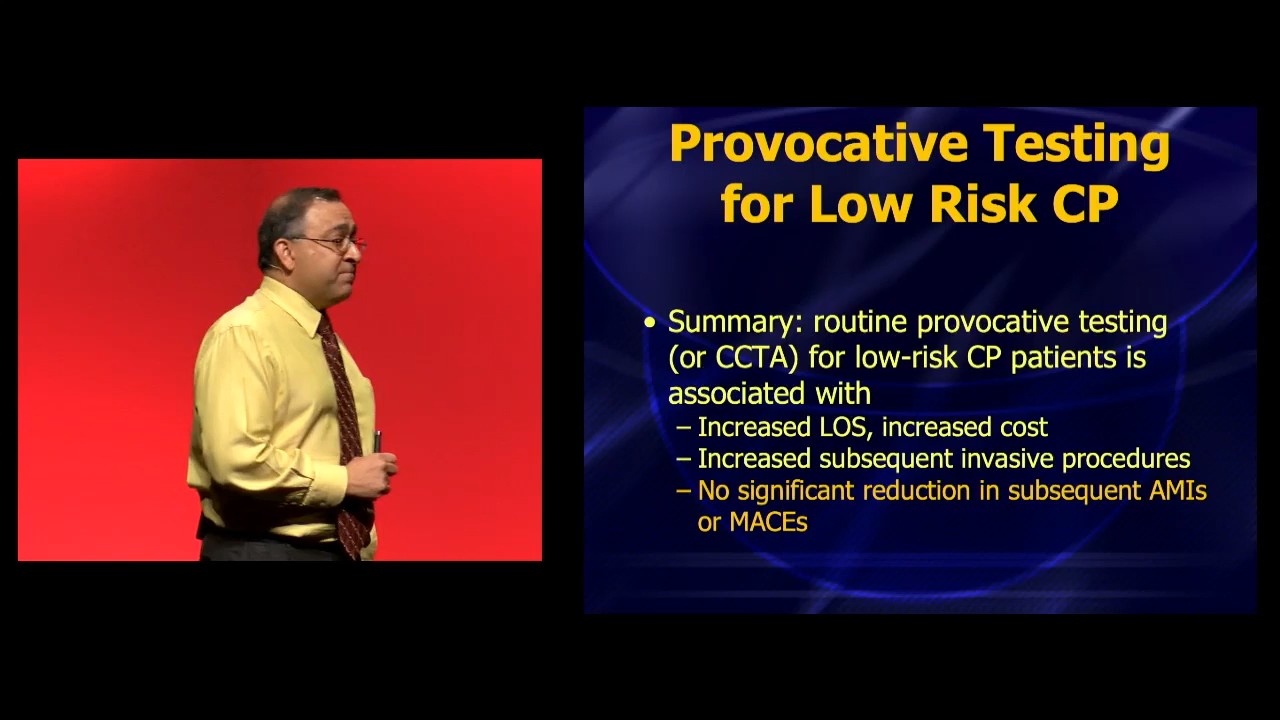 Provocative Testing
for Low Risk CP
• Summary: routine provocative testing
(or CCTA) for low-risk CP patients is
associated with
– Increased LOS, increased cost
– Increased subsequent invasive procedures
– No significant reduction in subsequent AMIs
or MACEs